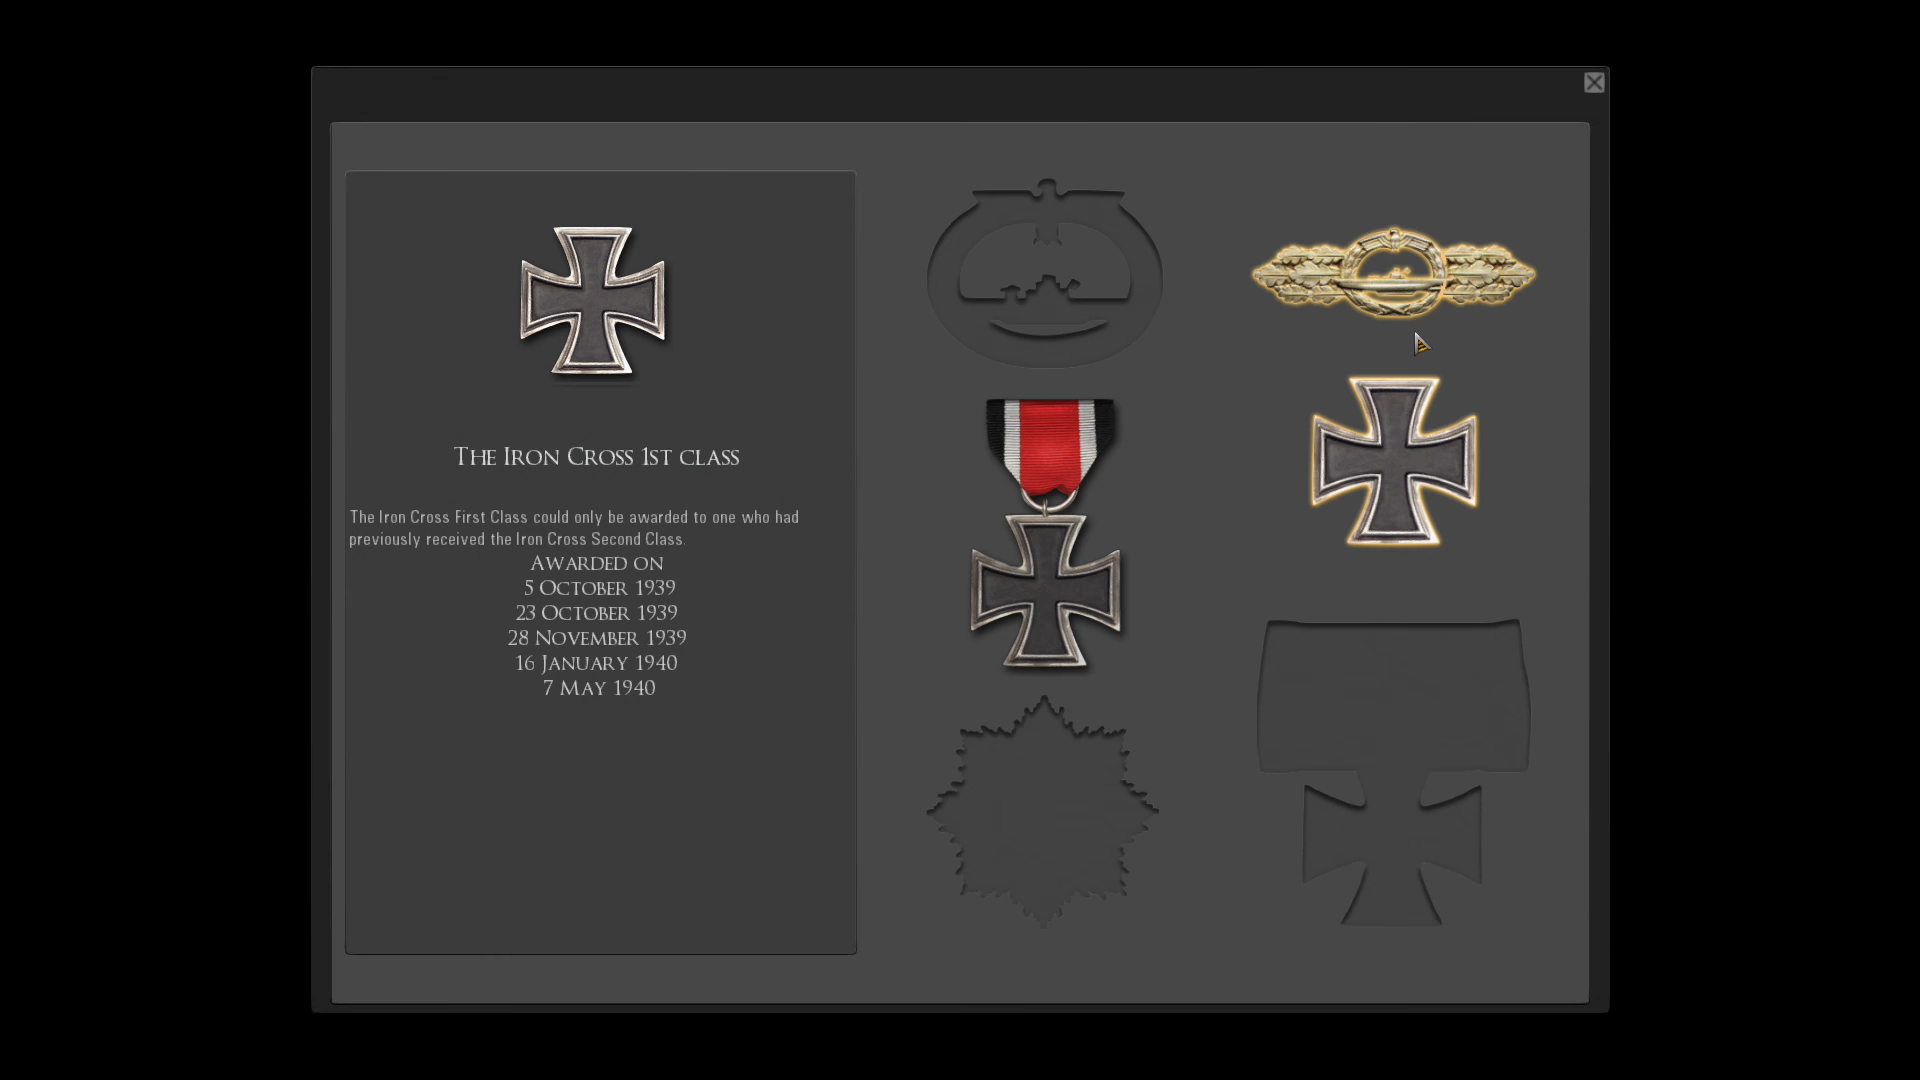 The Iron Cross 1st class
The Iron Cross First Class could only be awarded to one who had
previously received the Iron Cross Second Class.
Awarded on
5 October 1939
23 October 1939
28 November 1939
16 January 1940
7 May 1940